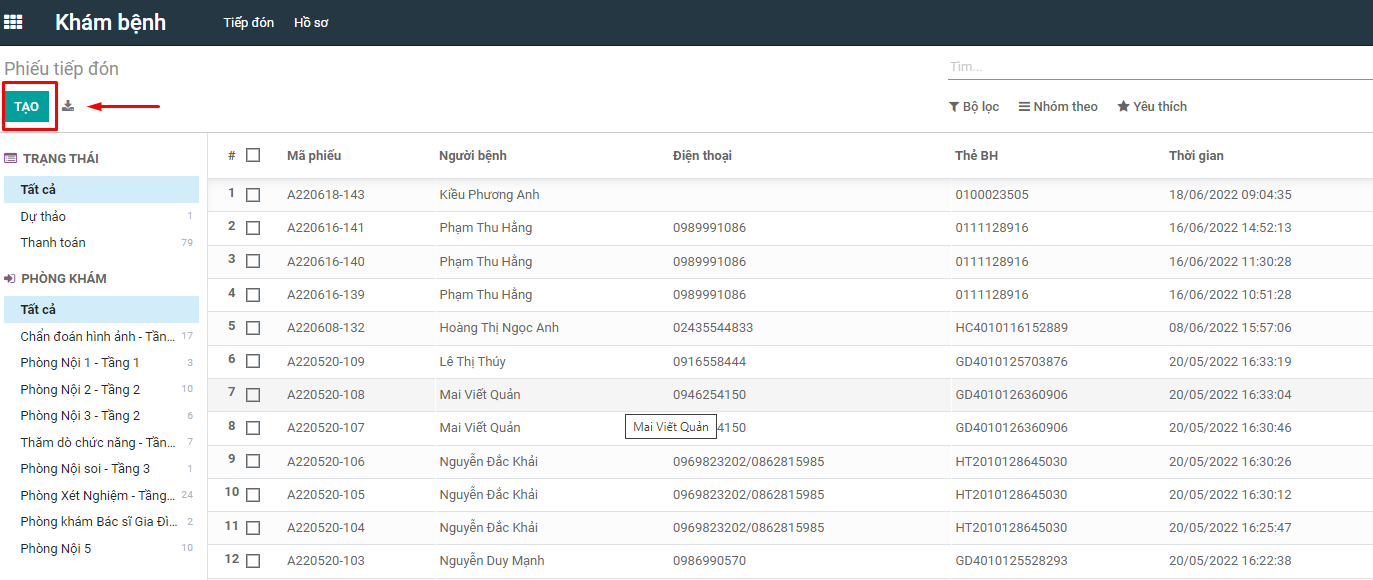 Khám bệnh Tiếp đón Hồ sơ
Phiếu tiếp đón Tìm...
TẠO Bộ lọc Nhóm theo Yêu thích
TRẠNG THÁI
Tất cả
Dự thảo 1
Thanh toán 79
PHÒNG KHÁM
Tất cả
Chẩn đoán hình ảnh - Tần... 17
Phòng Nội 1 - Tầng 1 3
Phòng Nội 2 - Tầng 2 10
Phòng Nội 3 - Tầng 2 6
Thăm dò chức năng - Tần... 7
Phòng Nội soi - Tầng 3 1
Phòng Xét Nghiệm - Tầng... 24
Phòng khám Bác sĩ Gia Đì... 2
Phòng Nội 5 10
# Mã phiếu Người bệnh Điện thoại Thẻ BH Thời gian
1 A220618-143 Kiều Phương Anh 0100023505 18/06/2022 09:04:35
2 A220616-141 Phạm Thu Hằng 0989991086 0111128916 16/06/2022 14:52:13
3 A220616-140 Phạm Thu Hằng 0989991086 0111128916 16/06/2022 11:30:28
4 A220616-139 Phạm Thu Hằng 0989991086 0111128916 16/06/2022 10:51:28
5 A220608-132 Hoàng Thị Ngọc Anh 02435544833 HC4010116152889 08/06/2022 15:57:06
6 A220520-109 Lê Thị Thúy 0916558444 GD4010125703876 20/05/2022 16:33:19
7 A220520-108 Mai Viết Quản 0946254150 GD4010126360906 20/05/2022 16:33:04
8 A220520-107 Mai Viết Quản Mai Viết Quản 4150 GD4010126360906 20/05/2022 16:30:46
9 A220520-106 Nguyễn Đắc Khải 0969823202/0862815985 HT2010128645030 20/05/2022 16:30:26
10 A220520-105 Nguyễn Đắc Khải 0969823202/0862815985 HT2010128645030 20/05/2022 16:30:12
11 A220520-104 Nguyễn Đắc Khải 0969823202/0862815985 HT2010128645030 20/05/2022 16:25:47
12 A220520-103 Nguyễn Duy Mạnh 0986990570 GD4010125528293 20/05/2022 16:22:38